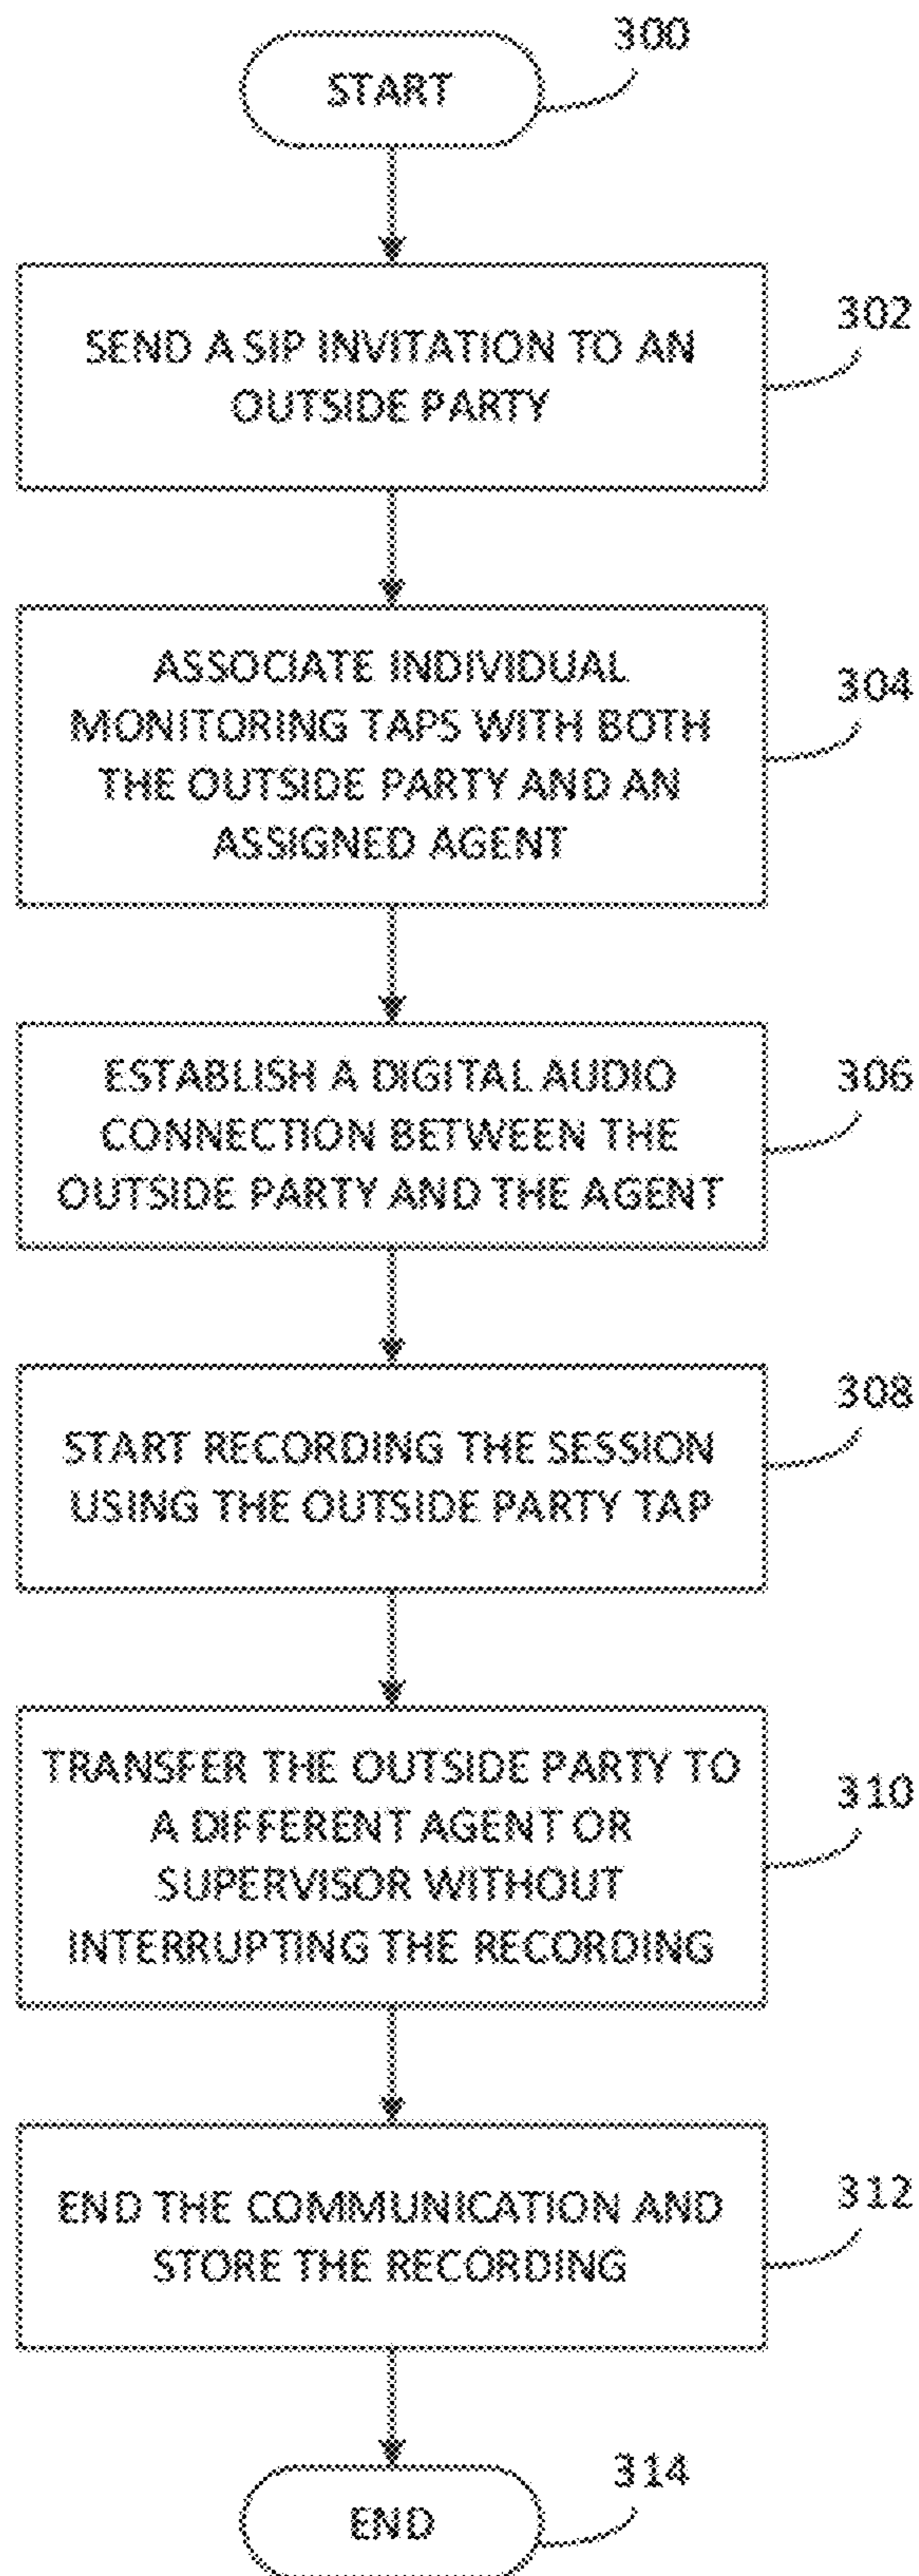 300
START
302
SEND A SIP INVITATION TO AN
OUTSIDE PARTY
304
ASSOCIATE INDIVIDUAL
MONITORING TAPS WITH BOTH
THE OUTSIDE PARTY AND AN
ASSIGNED AGENT
306
ESTABLISH A DIGITAL AUDIO
CONNECTION BETWEEN THE
OUTSIDE PARTY AND THE AGENT
308
START RECORDING THE SESSION
USING THE OUTSIDE PARTY TAP
310
TRANSFER THE OUTSIDE PARTY TO
A DIFFERENT AGENT OR
SUPERVISOR WITHOUT
INTERRUPTING THE RECORDING
312
END THE COMMUNICATION AND
STORE THE RECORDING
314
END